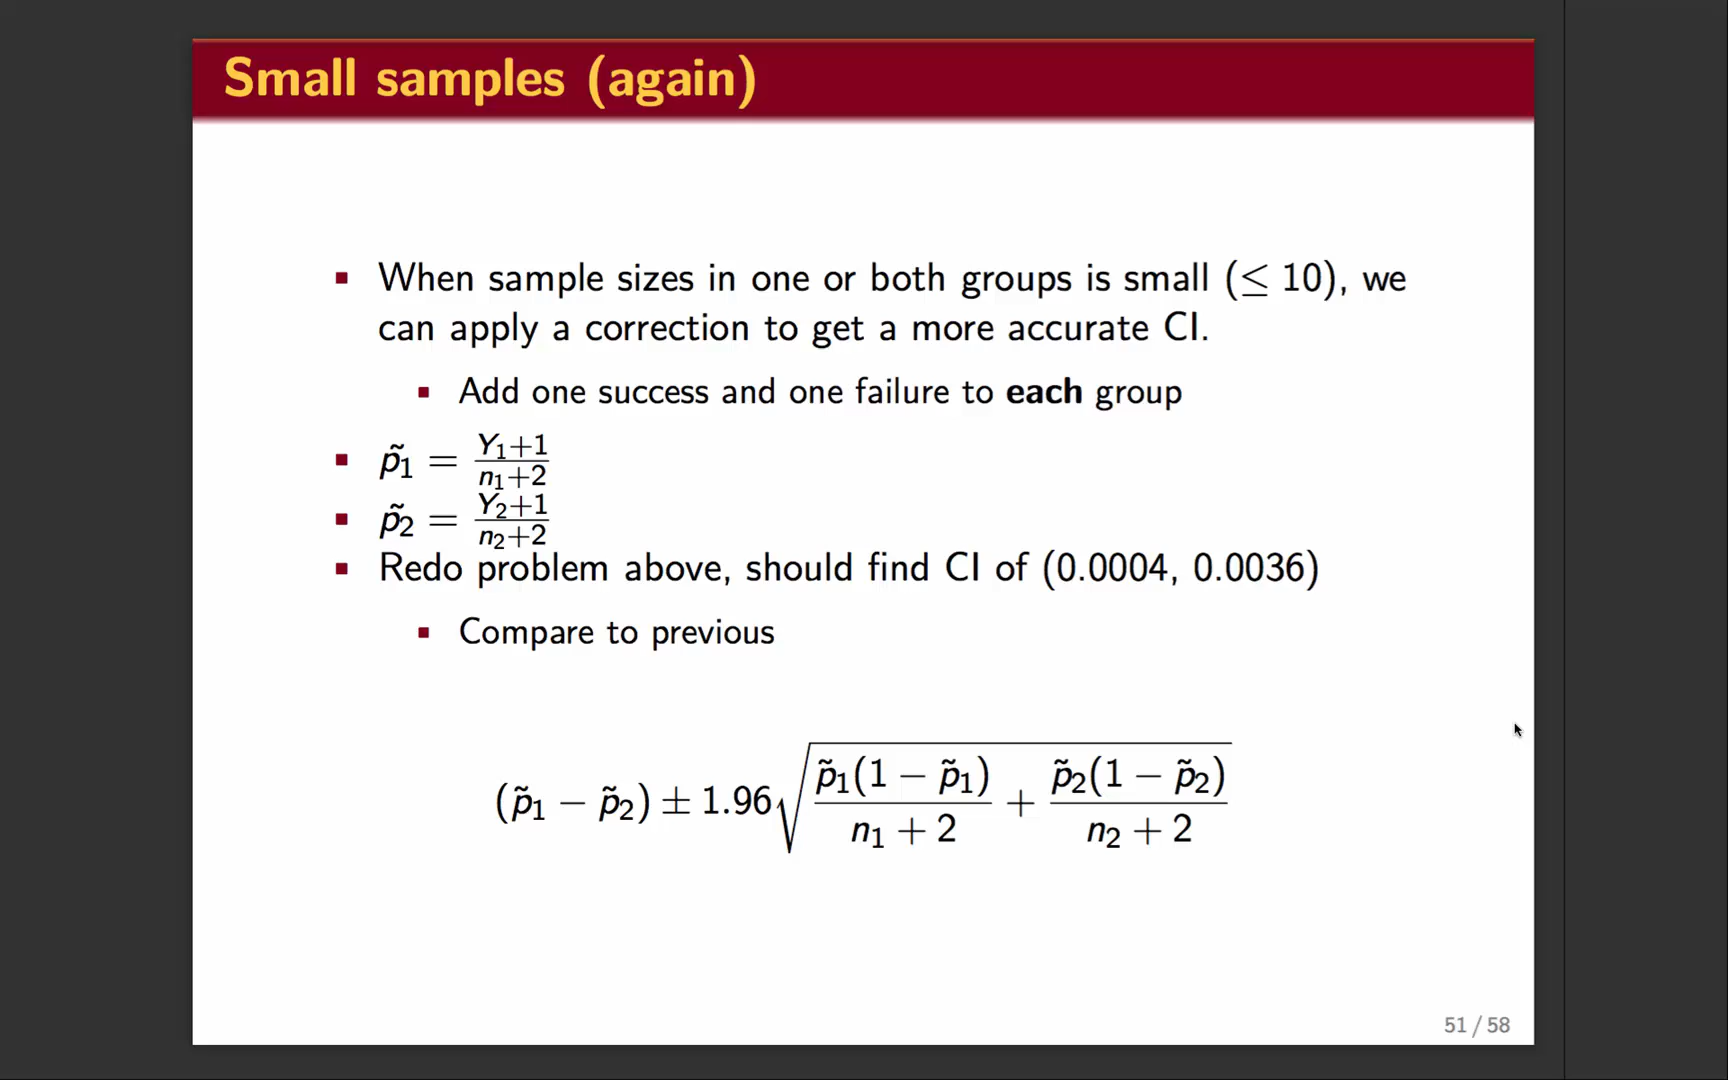 Small samples (again)
When sample sizes in one or both groups is small (≤ 10), we
can apply a correction to get a more accurate CI.
Add one success and one failure to each group
p̃₁ = (Y₁+1)/(n₁+2)
p̃₂ = (Y₂+1)/(n₂+2)
Redo problem above, should find CI of (0.0004, 0.0036)
Compare to previous
(p̃₁ − p̃₂) ± 1.96√(p̃₁(1 − p̃₁)/(n₁ + 2) + p̃₂(1 − p̃₂)/(n₂ + 2))
51 / 58